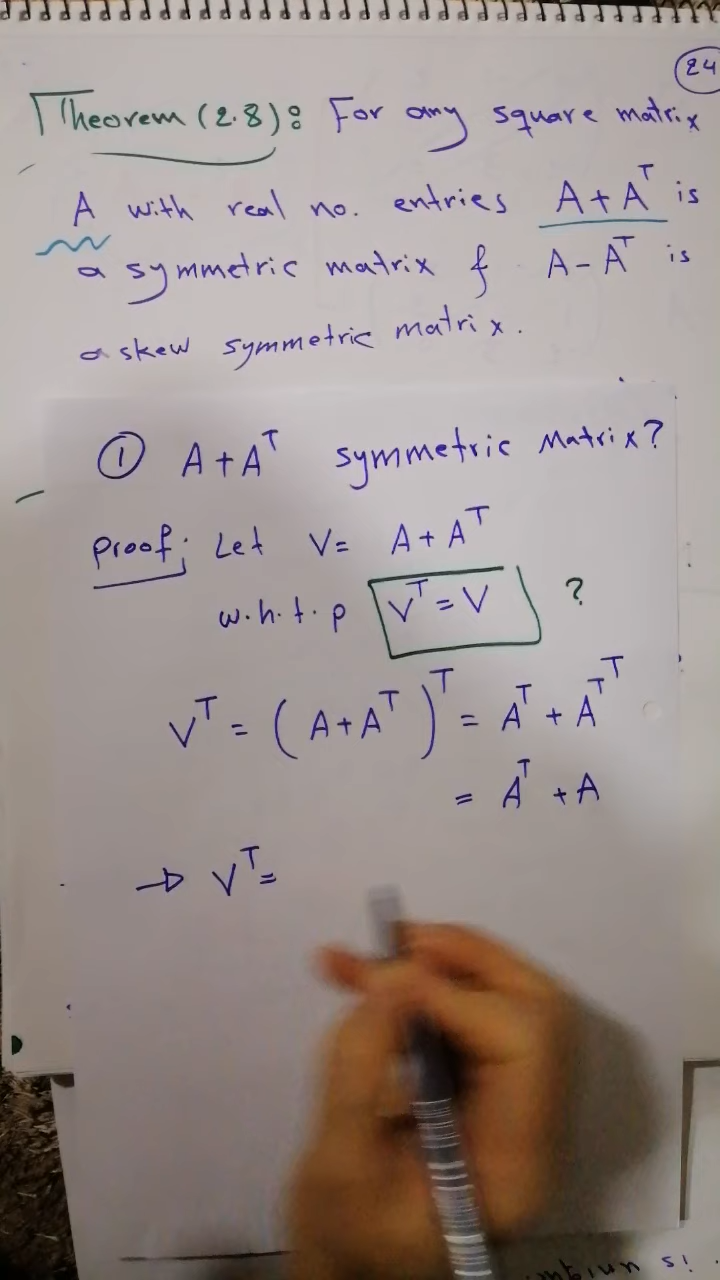 24
Theorem (2.8): For any square matrix
A with real no. entries A + A^T is
a symmetric matrix & A - A^T is
a skew symmetric matrix.
① A + A^T symmetric Matrix?
proof: Let V = A + A^T
w.h.t.p V^T = V ?
V^T = (A + A^T)^T = A^T + A^T^T
= A^T + A
→ V^T =
is